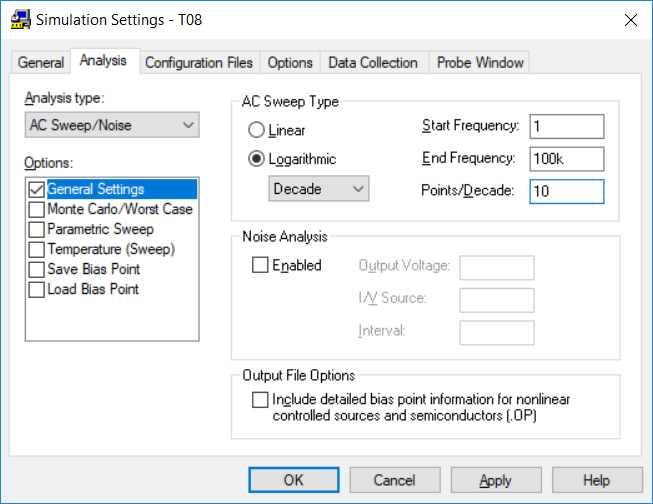 Simulation Settings - T08
General Analysis Configuration Files Options Data Collection Probe Window
Analysis type:
AC Sweep/Noise
Options:
General Settings
Monte Carlo/Worst Case
Parametric Sweep
Temperature (Sweep)
Save Bias Point
Load Bias Point
AC Sweep Type
Linear
Logarithmic
Decade
Start Frequency: 1
End Frequency: 100k
Points/Decade: 10
Noise Analysis
Enabled
Output Voltage:
I/V Source:
Interval:
Output File Options
Include detailed bias point information for nonlinear
controlled sources and semiconductors (.OP)
OK Cancel Apply Help